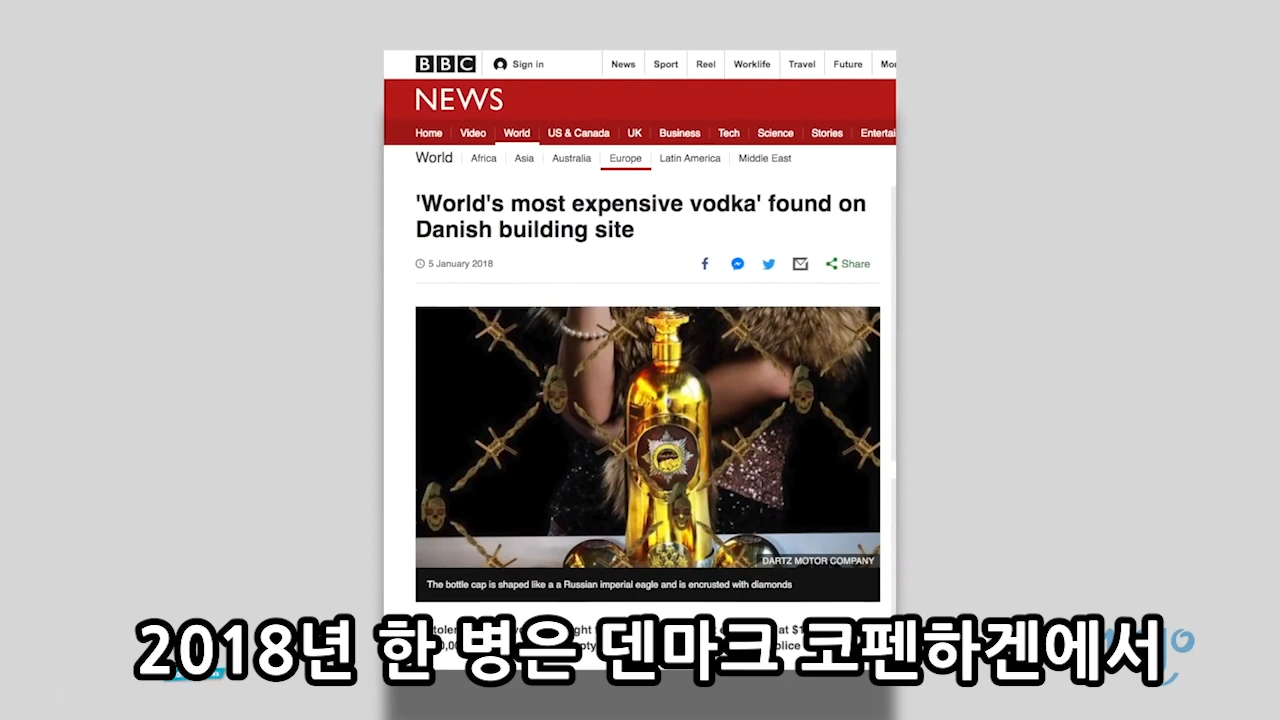 BBC Sign in News Sport Reel Worklife Travel Future
NEWS
Home Video World US & Canada UK Business Tech Science Stories
World Africa Asia Australia Europe Latin America Middle East
'World's most expensive vodka' found on
Danish building site
5 January 2018 Share
DARTZ MOTOR COMPANY
The bottle cap is shaped like a a Russian imperial eagle and is encrusted with diamonds
2018년 한 병은 덴마크 코펜하겐에서